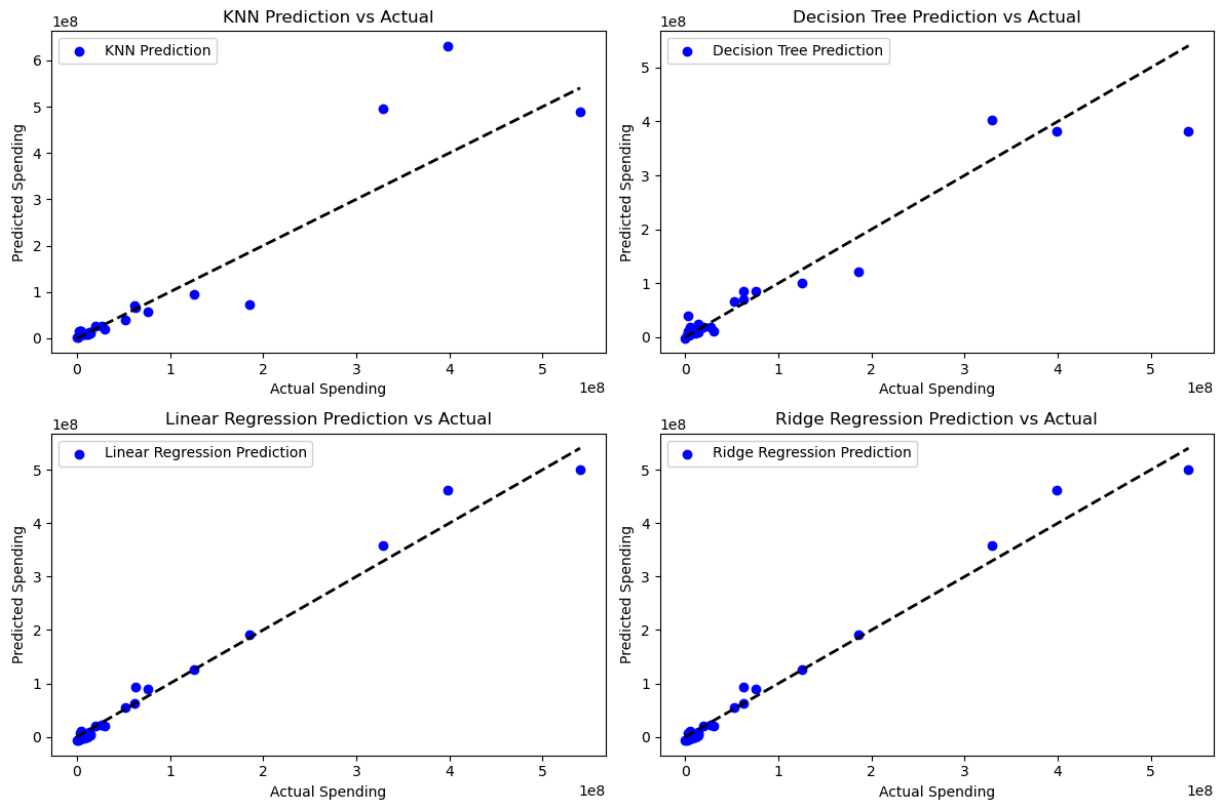 KNN Prediction vs Actual
1e8
KNN Prediction
6
5
4
3
2
1
0
Predicted Spending
0
1
2
3
4
5
Actual Spending
1e8
Decision Tree Prediction vs Actual
1e8
Decision Tree Prediction
5
4
3
2
1
0
Predicted Spending
0
1
2
3
4
5
Actual Spending
1e8
Linear Regression Prediction vs Actual
1e8
Linear Regression Prediction
5
4
3
2
1
0
Predicted Spending
0
1
2
3
4
5
Actual Spending
1e8
Ridge Regression Prediction vs Actual
1e8
Ridge Regression Prediction
5
4
3
2
1
0
Predicted Spending
0
1
2
3
4
5
Actual Spending
1e8